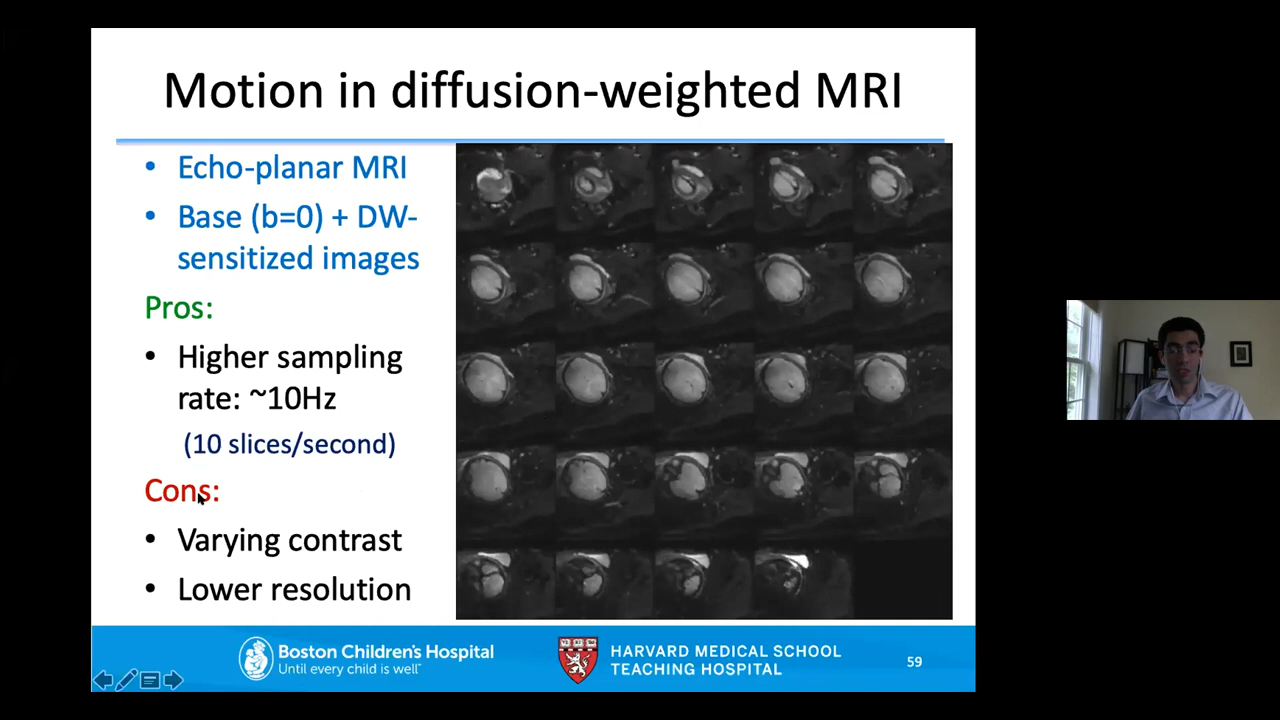 Motion in diffusion-weighted MRI
• Echo-planar MRI
• Base (b=0) + DW-
sensitized images
Pros:
• Higher sampling
rate: ~10Hz
(10 slices/second)
Cons:
• Varying contrast
• Lower resolution
Boston Children's Hospital
Until every child is well™
HARVARD MEDICAL SCHOOL
TEACHING HOSPITAL
59